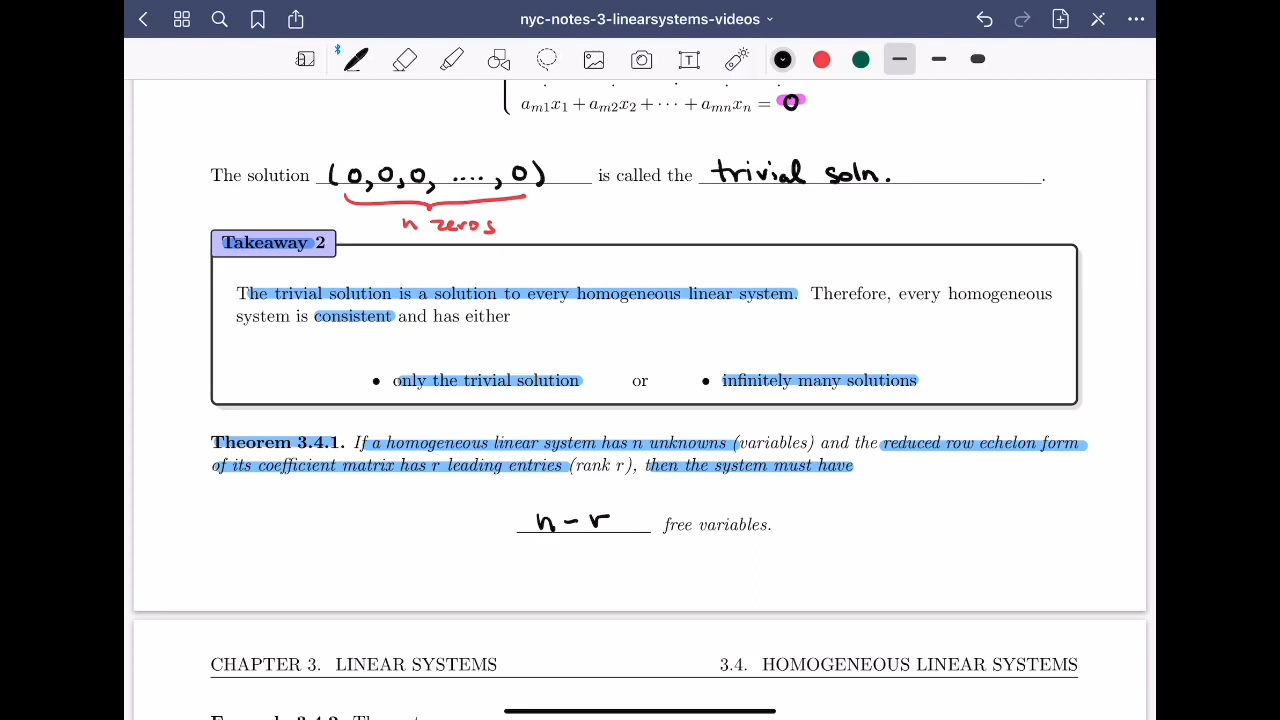 nyc-notes-3-linearsystems-videos
a_{m1}x_1 + a_{m2}x_2 + ··· + a_{mn}x_n = 0
The solution (0,0,0, ...., 0) is called the trivial soln. .
n zeros
Takeaway 2
The trivial solution is a solution to every homogeneous linear system. Therefore, every homogeneous
system is consistent and has either
• only the trivial solution or • infinitely many solutions
Theorem 3.4.1. If a homogeneous linear system has n unknowns (variables) and the reduced row echelon form
of its coefficient matrix has r leading entries (rank r), then the system must have
n - r free variables.
CHAPTER 3. LINEAR SYSTEMS 3.4. HOMOGENEOUS LINEAR SYSTEMS